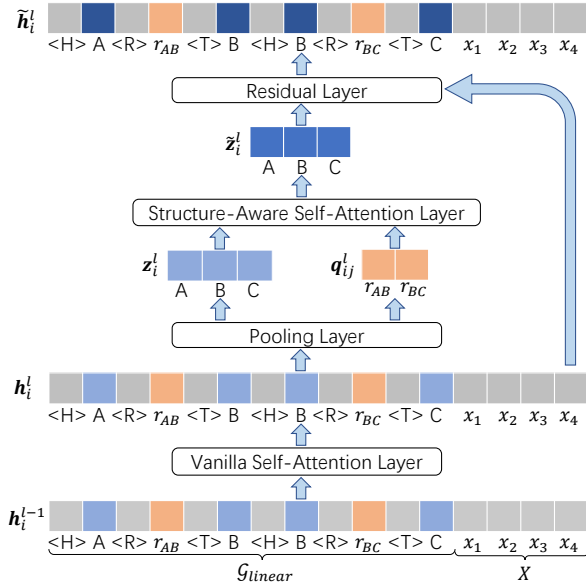 h̃ᵢˡ
<H> A <R> r_AB <T> B <H> B <R> r_BC <T> C x₁ x₂ x₃ x₄
Residual Layer
z̃ᵢˡ
A B C
Structure-Aware Self-Attention Layer
zᵢˡ qᵢⱼˡ
A B C r_AB r_BC
Pooling Layer
hᵢˡ
<H> A <R> r_AB <T> B <H> B <R> r_BC <T> C x₁ x₂ x₃ x₄
Vanilla Self-Attention Layer
hᵢˡ⁻¹
<H> A <R> r_AB <T> B <H> B <R> r_BC <T> C x₁ x₂ x₃ x₄
𝒢_linear X